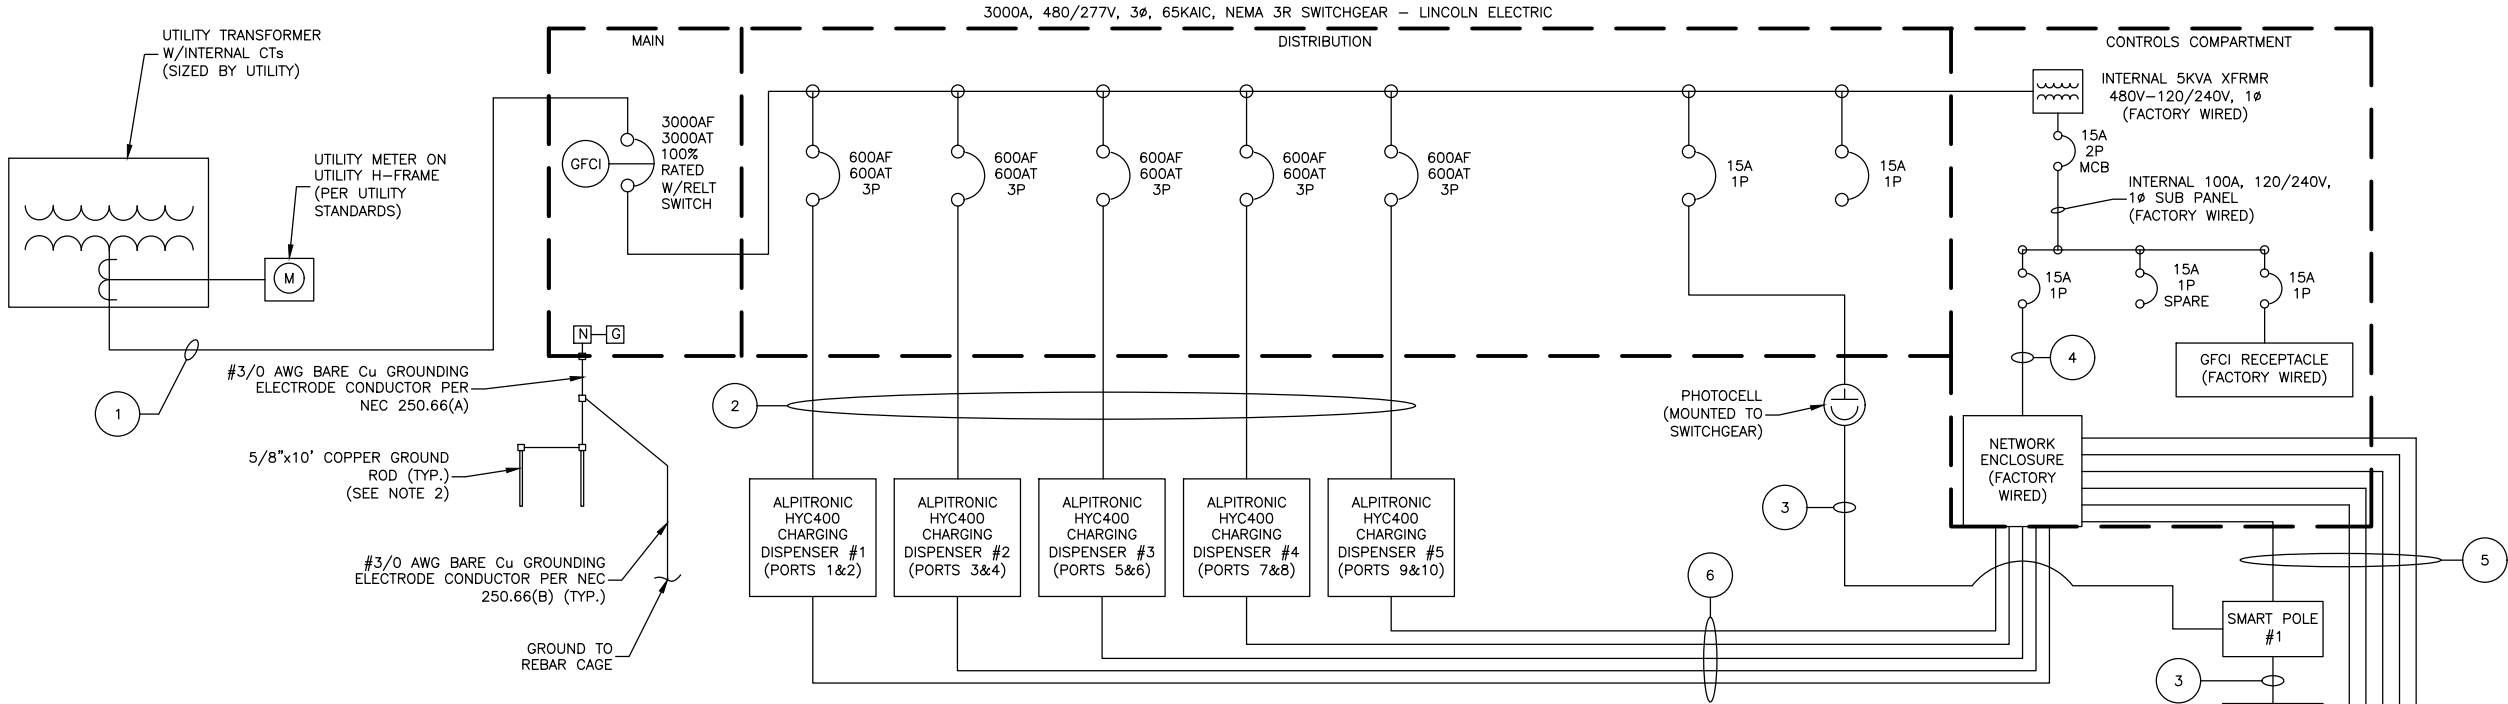 3000A, 480/277V, 3ø, 65KAIC, NEMA 3R SWITCHGEAR – LINCOLN ELECTRIC
MAIN
DISTRIBUTION
CONTROLS COMPARTMENT
UTILITY TRANSFORMER
W/INTERNAL CTs
(SIZED BY UTILITY)
UTILITY METER ON
UTILITY H-FRAME
(PER UTILITY
STANDARDS)
M
GFCI
3000AF
3000AT
100%
RATED
W/RELT
SWITCH
600AF
600AT
3P
600AF
600AT
3P
600AF
600AT
3P
600AF
600AT
3P
600AF
600AT
3P
15A
1P
15A
1P
INTERNAL 5KVA XFRMR
480V-120/240V, 1ø
(FACTORY WIRED)
15A
2P
MCB
INTERNAL 100A, 120/240V,
1ø SUB PANEL
(FACTORY WIRED)
15A
1P
15A
1P
SPARE
15A
1P
GFCI RECEPTACLE
(FACTORY WIRED)
4
N
G
#3/0 AWG BARE Cu GROUNDING
ELECTRODE CONDUCTOR PER
NEC 250.66(A)
1
2
5/8"x10' COPPER GROUND
ROD (TYP.)
(SEE NOTE 2)
#3/0 AWG BARE Cu GROUNDING
ELECTRODE CONDUCTOR PER NEC
250.66(B) (TYP.)
GROUND TO
REBAR CAGE
ALPITRONIC
HYC400
CHARGING
DISPENSER #1
(PORTS 1&2)
ALPITRONIC
HYC400
CHARGING
DISPENSER #2
(PORTS 3&4)
ALPITRONIC
HYC400
CHARGING
DISPENSER #3
(PORTS 5&6)
ALPITRONIC
HYC400
CHARGING
DISPENSER #4
(PORTS 7&8)
ALPITRONIC
HYC400
CHARGING
DISPENSER #5
(PORTS 9&10)
PHOTOCELL
(MOUNTED TO
SWITCHGEAR)
3
NETWORK
ENCLOSURE
(FACTORY
WIRED)
5
6
SMART POLE
#1
3